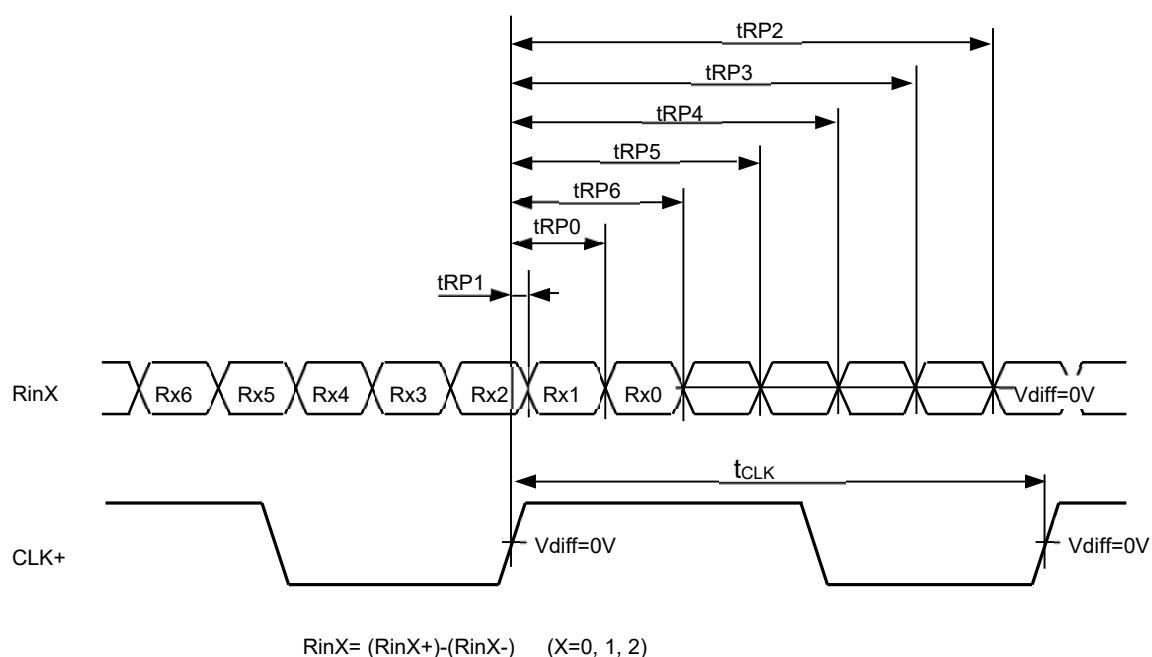 tRP2
tRP3
tRP4
tRP5
tRP6
tRP0
tRP1
RinX Rx6 Rx5 Rx4 Rx3 Rx2 Rx1 Rx0 Vdiff=0V
tCLK
CLK+ Vdiff=0V Vdiff=0V
RinX= (RinX+)-(RinX-) (X=0, 1, 2)